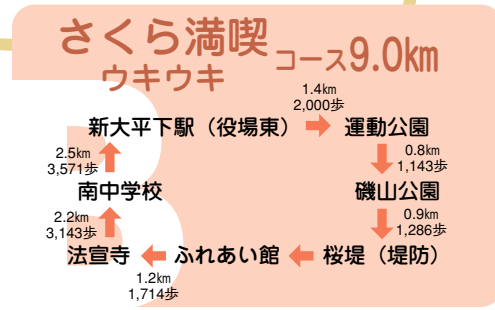 さくら満喫
ウキウキ
コース9.0km
1.4km
2,000歩
新大平下駅（役場東）
運動公園
2.5km
3,571歩
0.8km
1,143歩
南中学校
磯山公園
2.2km
3,143歩
0.9km
1,286歩
法宣寺
ふれあい館
桜堤（堤防）
1.2km
1,714歩